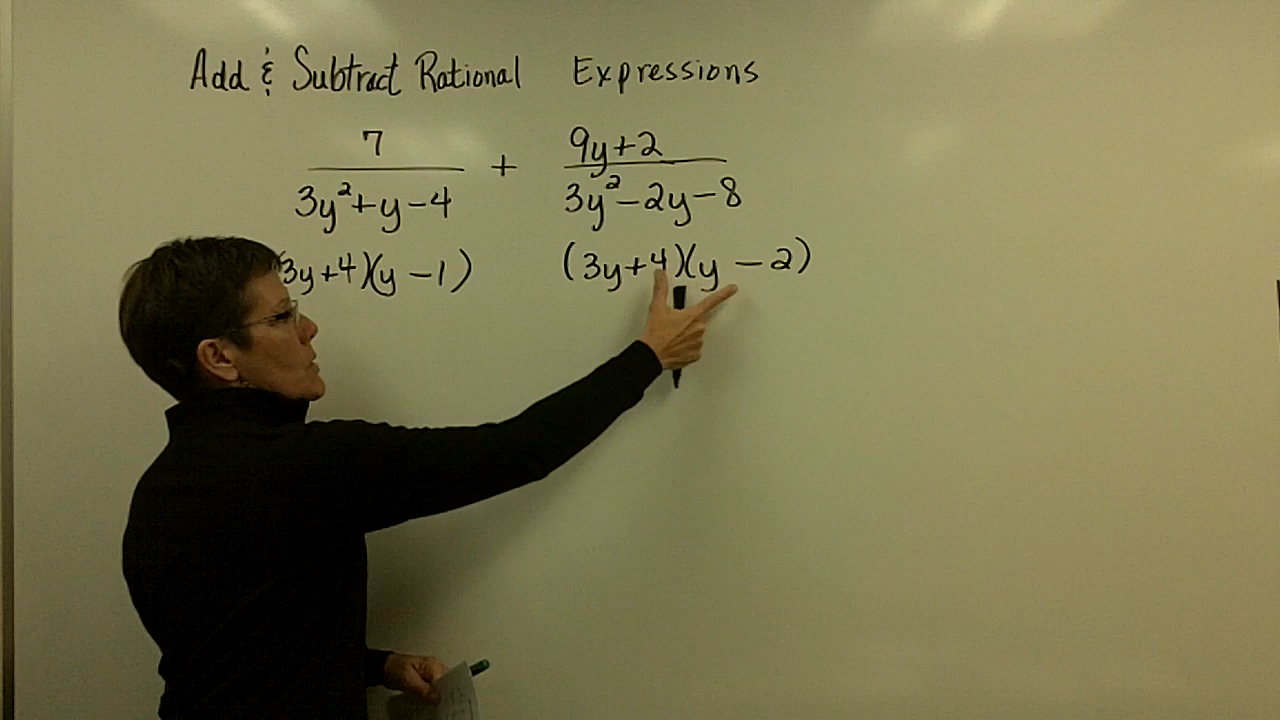 Add & Subtract Rational Expressions
7 + 9y+2
3y²+y−4 3y²−2y−8
3y+4)(y −1) (3y+4)(y −2)